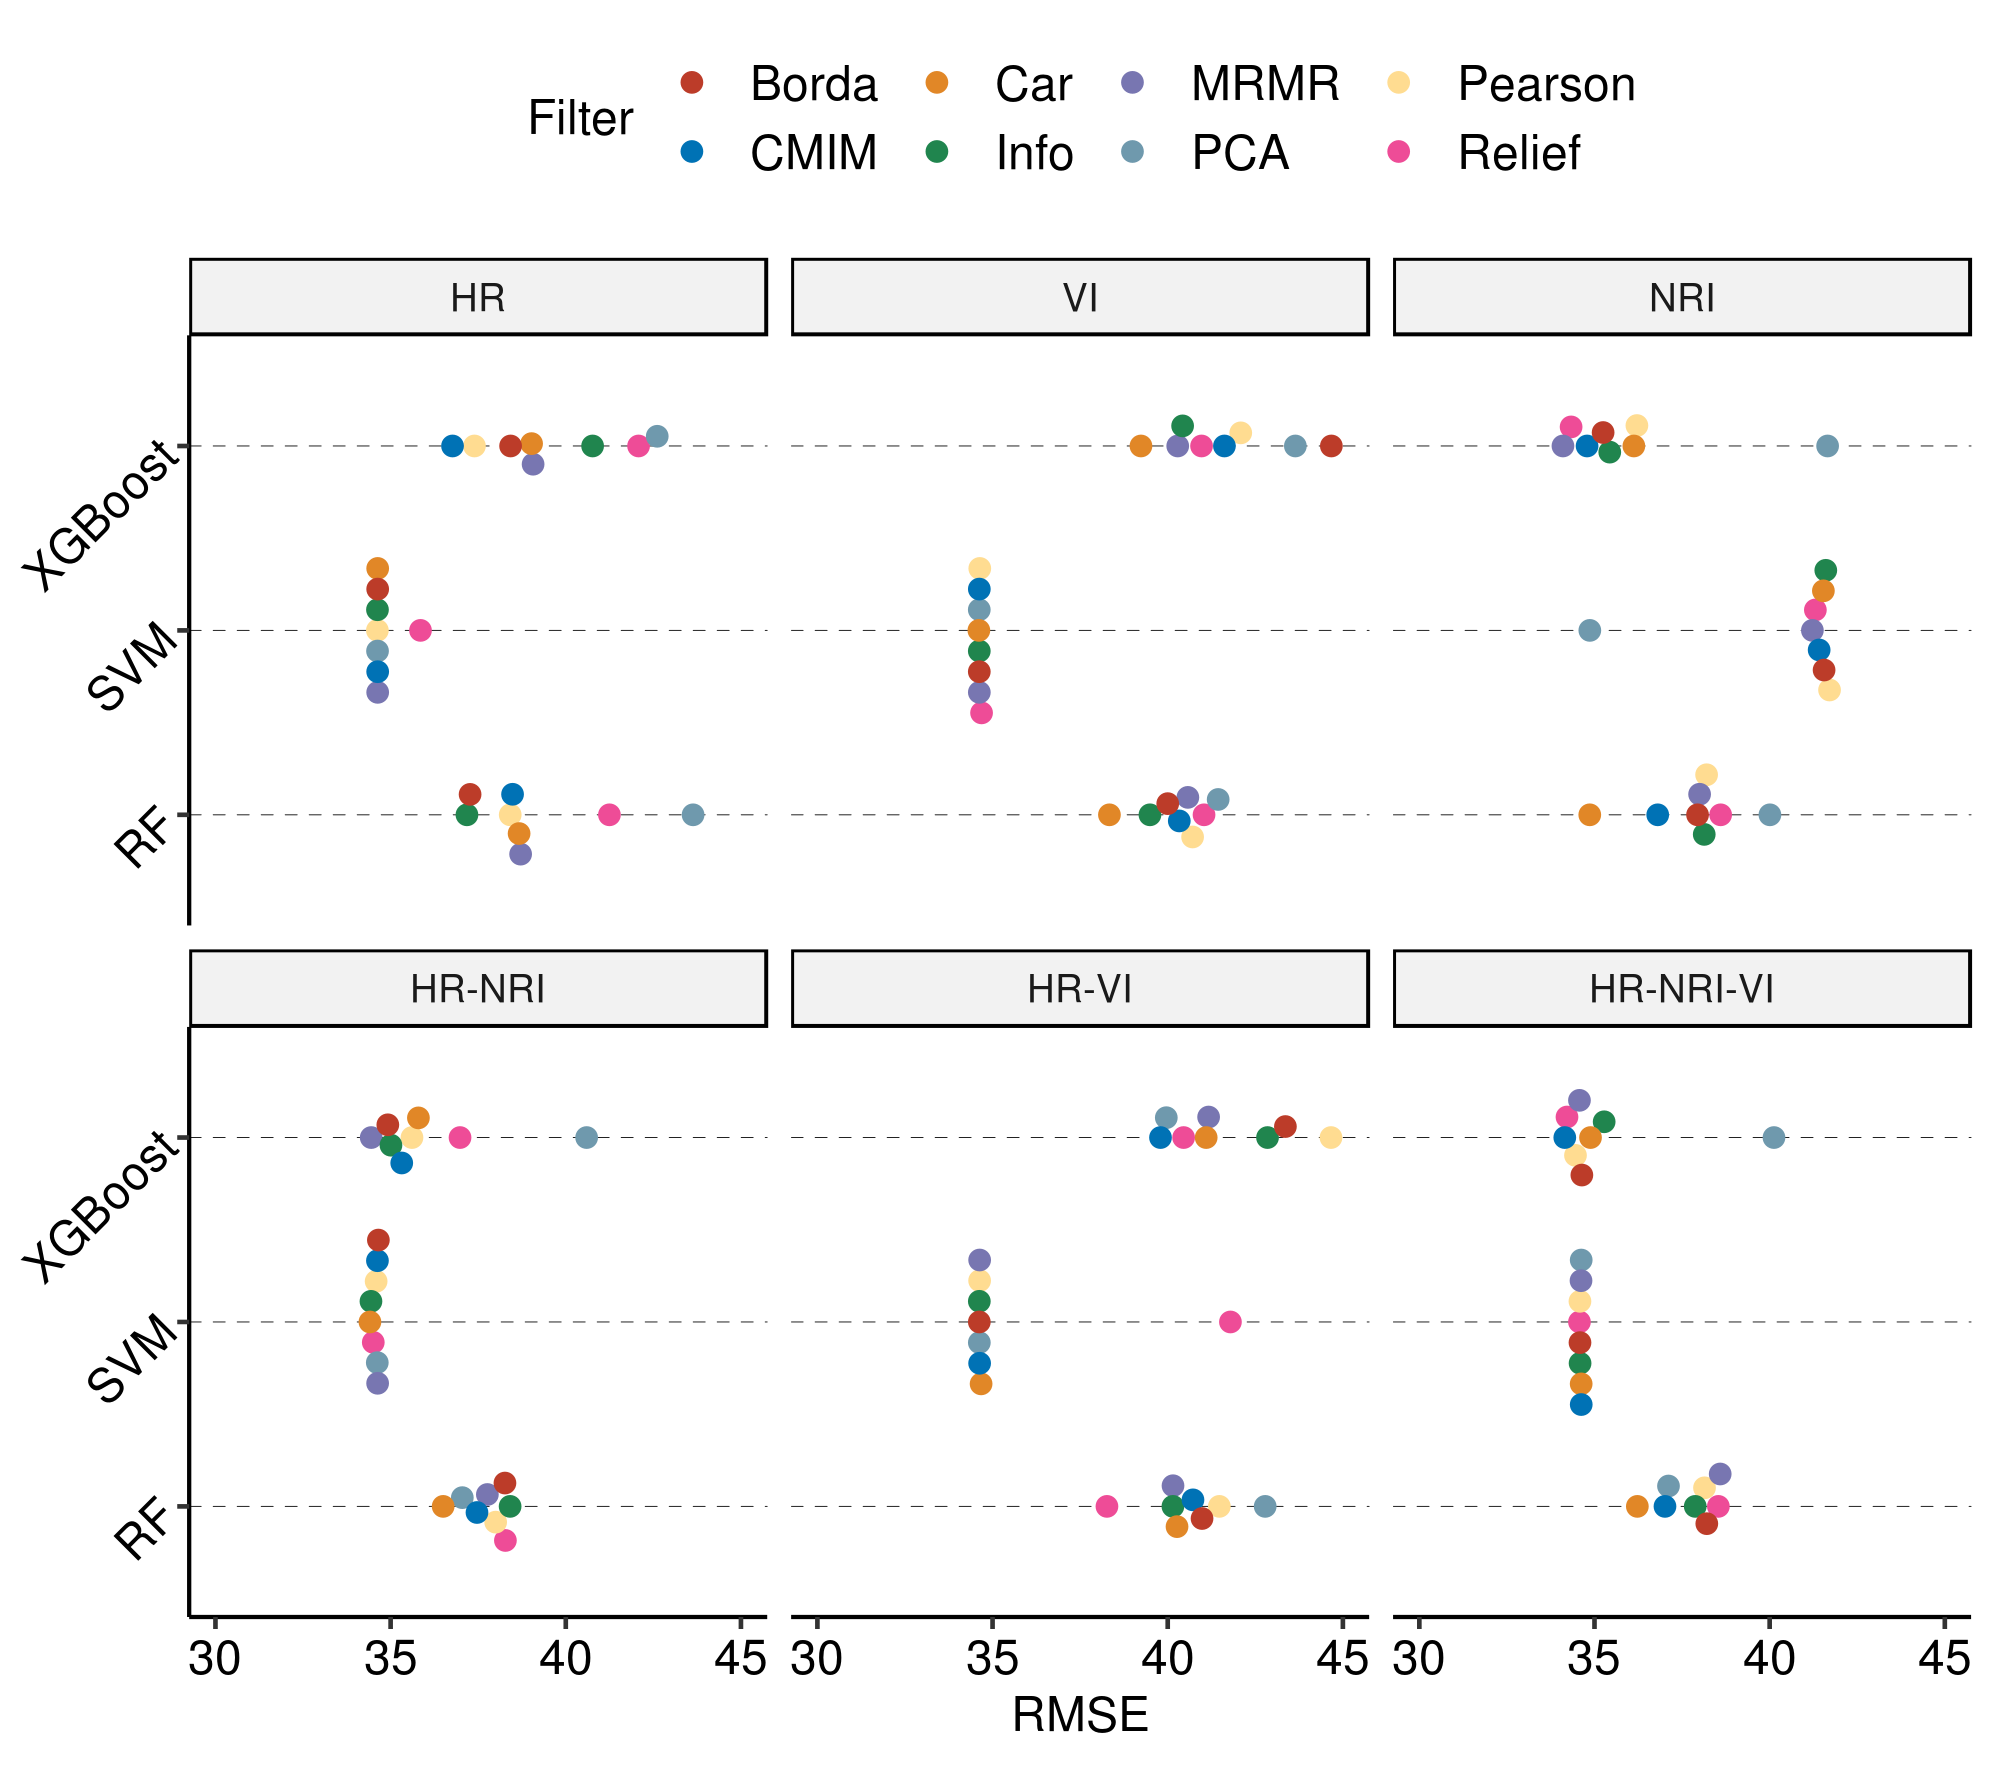 Filter
Borda Car MRMR Pearson
CMIM Info PCA Relief
HR VI NRI
XGBoost
SVM
RF
HR-NRI HR-VI HR-NRI-VI
XGBoost
SVM
RF
30 35 40 45 30 35 40 45 30 35 40 45
RMSE